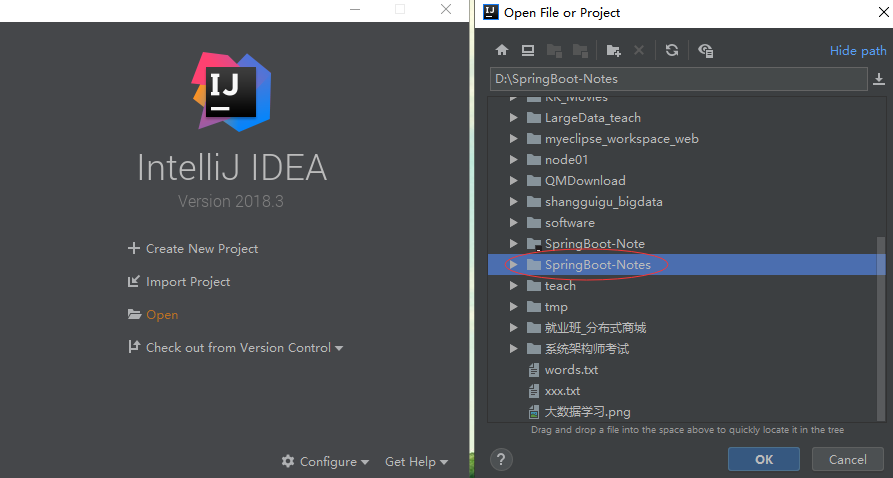 IJ
IntelliJ IDEA
Version 2018.3
Create New Project
Import Project
Open
Check out from Version Control
Configure
Get Help
IJ
Open File or Project
Hide path
D:\SpringBoot-Notes
KK_Movies
LargeData_teach
myeclipse_workspace_web
node01
QMDownload
shangguigu_bigdata
software
SpringBoot-Note
SpringBoot-Notes
teach
tmp
就业班_分布式商城
系统架构师考试
words.txt
xxx.txt
大数据学习.png
Drag and drop a file into the space above to quickly locate it in the tree
?
OK
Cancel